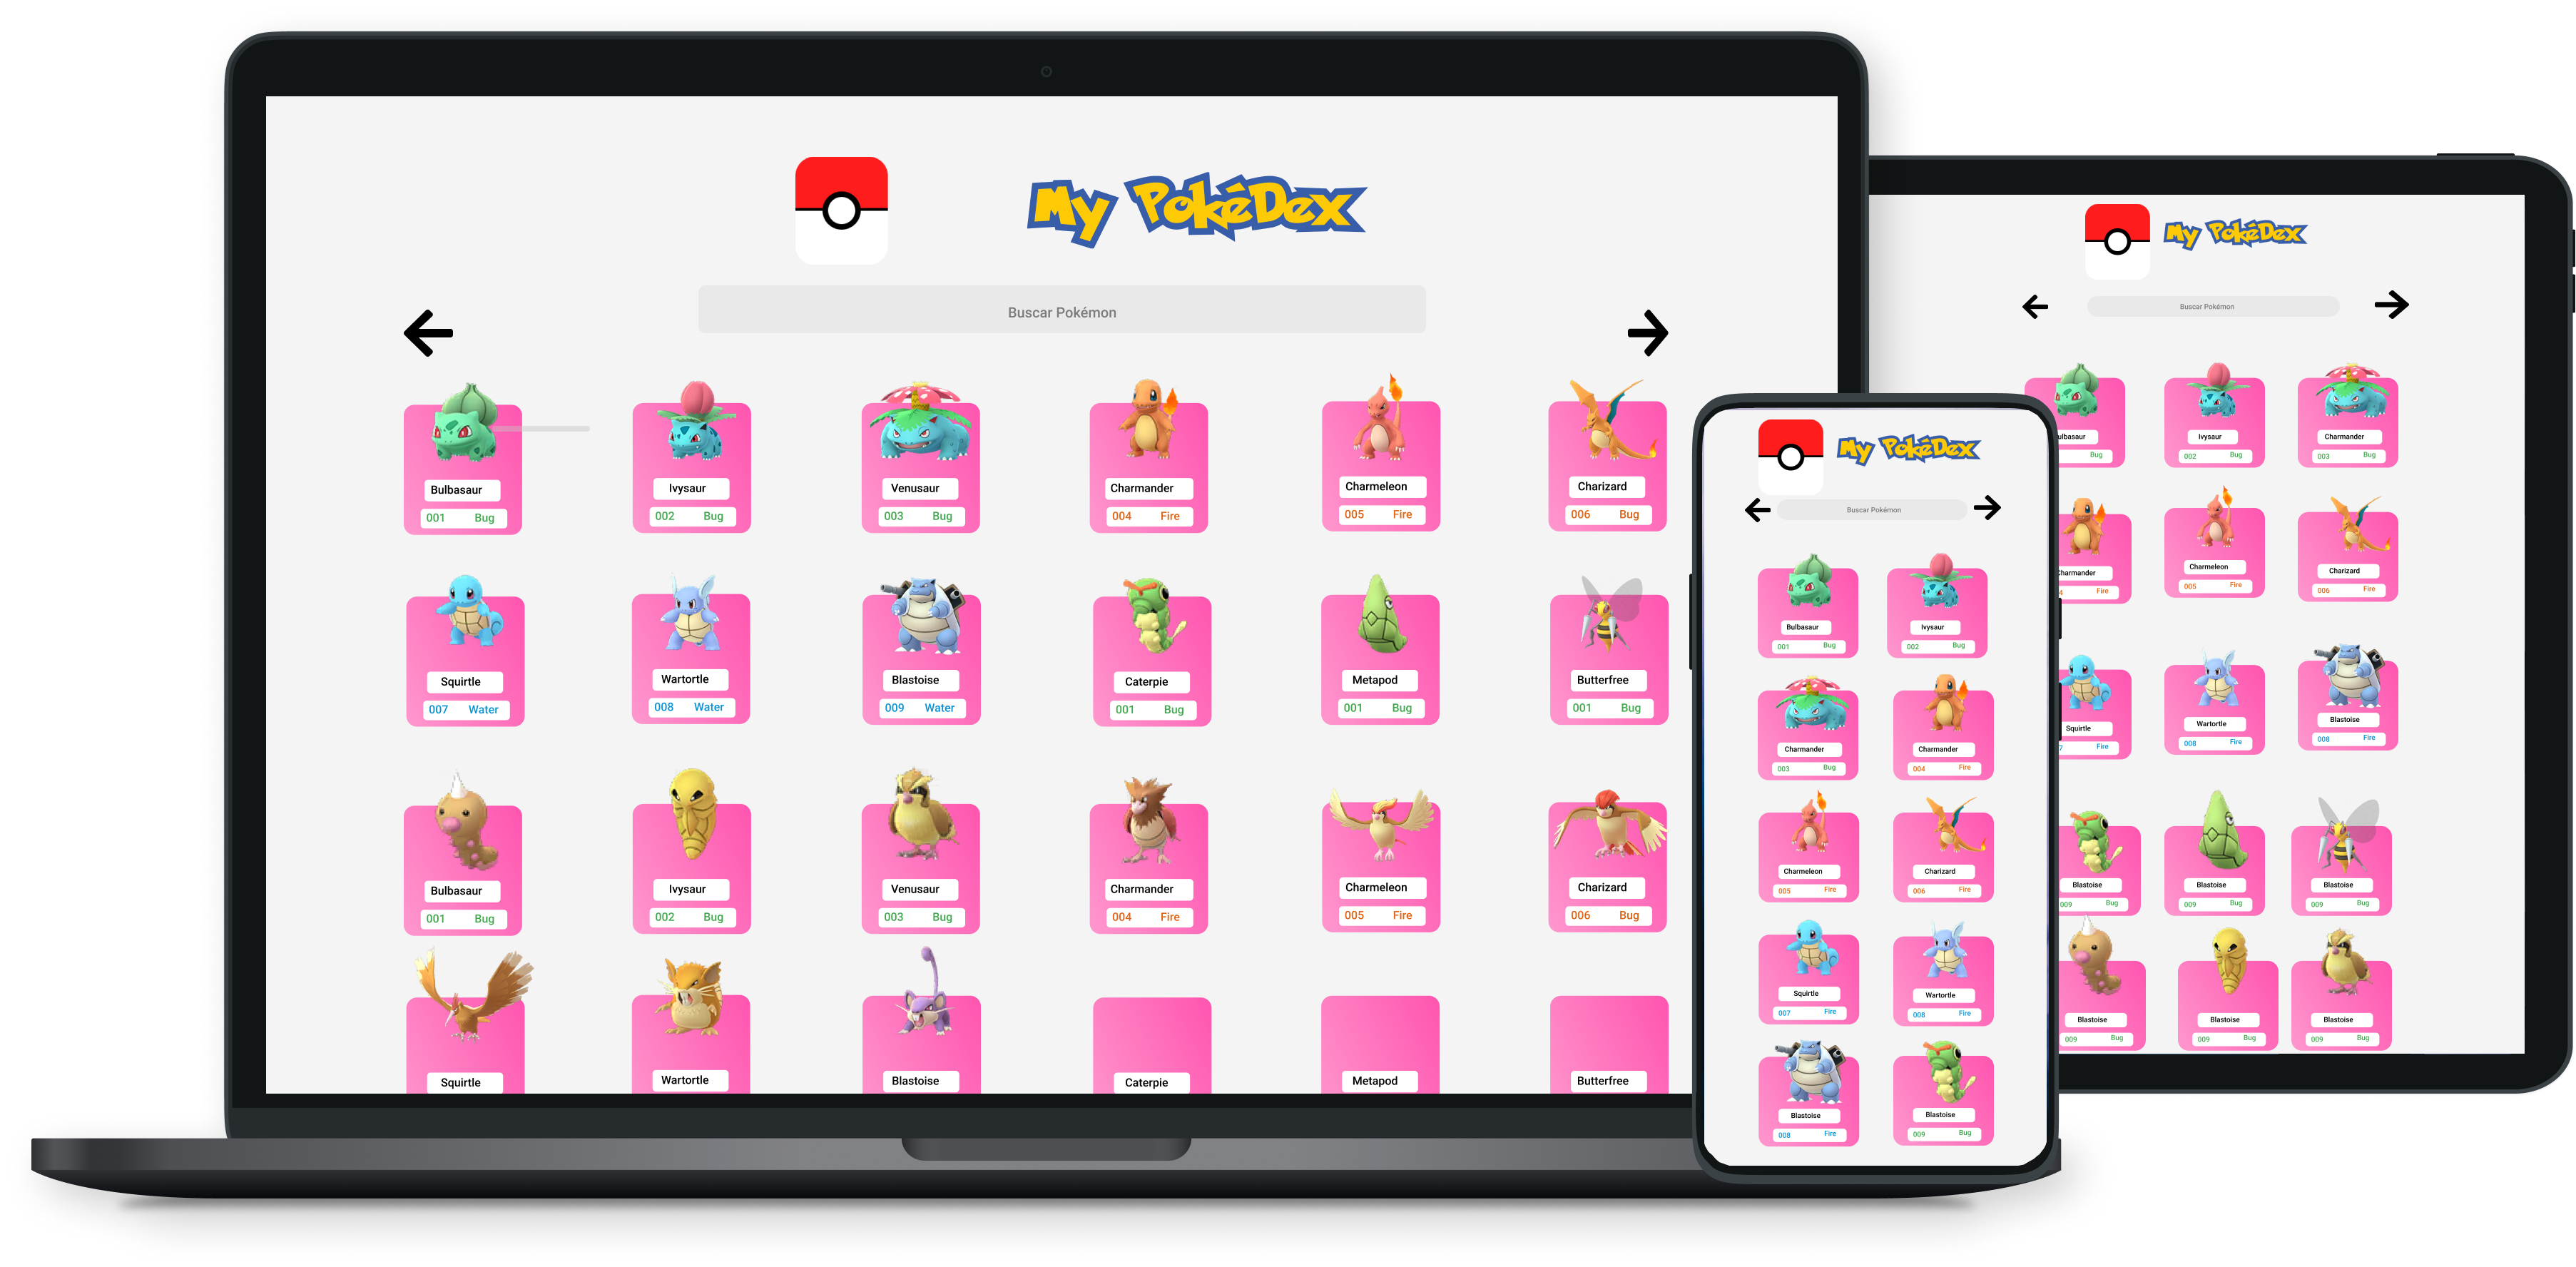 My PokéDex
Buscar Pokémon
Bulbasaur
001 Bug
Ivysaur
002 Bug
Venusaur
003 Bug
Charmander
004 Fire
Charmeleon
005 Fire
Charizard
006 Bug
Squirtle
007 Water
Wartortle
008 Water
Blastoise
009 Water
Caterpie
001 Bug
Metapod
001 Bug
Butterfree
001 Bug
Bulbasaur
001 Bug
Ivysaur
002 Bug
Venusaur
003 Bug
Charmander
004 Fire
Charmeleon
005 Fire
Charizard
006 Bug
Squirtle
Wartortle
Blastoise
Caterpie
Metapod
Butterfree
My PokéDex
Buscar Pokémon
Bulbasaur
001 Bug
Ivysaur
002 Bug
Charmander
003 Bug
Charmander
004 Fire
Charmeleon
005 Fire
Charizard
006 Fire
Squirtle
007 Fire
Wartortle
008 Fire
Blastoise
008 Fire
Blastoise
009 Bug
My PokéDex
Buscar Pokémon
ulbasaur
Bug
Ivysaur
002 Bug
Charmander
003 Bug
harmander
4 Fire
Charmeleon
005 Fire
Charizard
006 Fire
Squirtle
7 Fire
Wartortle
008 Fire
Blastoise
008 Fire
Blastoise
009 Bug
Blastoise
009 Bug
Blastoise
009 Bug
Blastoise
009 Bug
Blastoise
009 Bug
Blastoise
009 Bug